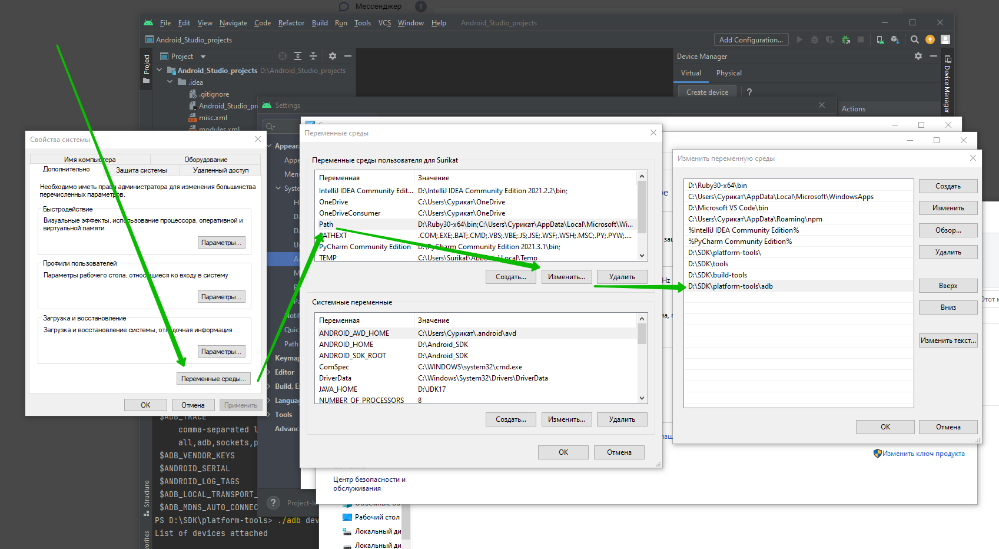 Мессенджер 1
File Edit View Navigate Code Refactor Build Run Tools VCS Window Help Android_Studio_projects
Android_Studio_projects
Add Configuration...
Project
Project
Android_Studio_projects D:\Android_Studio_projects
.idea
.gitignore
Android_Studio_pr
misc.xml
modules.xml
Device Manager
Virtual Physical
Create device ?
Actions
Device Manager
Settings
Appeara
Appe
Menu
Syste
Notif
Quic
Path
Keymap
Editor
Build, E
Languag
Tools
Advanc
? Project-le
Свойства системы
Имя компьютера Оборудование
Дополнительно Защита системы Удаленный доступ
Необходимо иметь права администратора для изменения большинства
перечисленных параметров.
Быстродействие
Визуальные эффекты, использование процессора, оперативной и
виртуальной памяти
Параметры...
Профили пользователей
Параметры рабочего стола, относящиеся ко входу в систему
Параметры...
Загрузка и восстановление
Загрузка и восстановление системы, отладочная информация
Параметры...
Переменные среды...
OK Отмена Применить
Переменные среды
Переменные среды пользователя для Surikat
Переменная Значение
IntelliJ IDEA Community Edit... D:\IntelliJ IDEA Community Edition 2021.2.2\bin;
OneDrive C:\Users\Сурикат\OneDrive
OneDriveConsumer C:\Users\Сурикат\OneDrive
Path D:\Ruby30-x64\bin;C:\Users\Сурикат\AppData\Local\Microsoft\Wi...
PATHEXT .COM;.EXE;.BAT;.CMD;.VBS;.VBE;.JS;.JSE;.WSF;.WSH;.MSC;.PY;.PYW;....
PyCharm Community Edition D:\PyCharm Community Edition 2021.3.1\bin;
TEMP C:\Users\Surikat\AppData\Local\Temp
Создать... Изменить... Удалить
Системные переменные
Переменная Значение
ANDROID_AVD_HOME C:\Users\Сурикат\.android\avd
ANDROID_HOME D:\Android_SDK
ANDROID_SDK_ROOT D:\Android_SDK
ComSpec C:\WINDOWS\system32\cmd.exe
DriverData C:\Windows\System32\Drivers\DriverData
JAVA_HOME D:\JDK17
NUMBER_OF_PROCESSORS 8
Создать... Изменить... Удалить
OK Отмена
Изменить переменную среды
D:\Ruby30-x64\bin
C:\Users\Сурикат\AppData\Local\Microsoft\WindowsApps
D:\Microsoft VS Code\bin
C:\Users\Сурикат\AppData\Roaming\npm
%IntelliJ IDEA Community Edition%
%PyCharm Community Edition%
D:\SDK\platform-tools\
D:\SDK\tools
D:\SDK\build-tools
D:\SDK\platform-tools\adb
Создать
Изменить
Обзор...
Удалить
Вверх
Вниз
Изменить текст...
OK Отмена
Hz
Этот к
Изменить ключ продукта
Центр безопасности и
обслуживания
Рабочий стол
Локальный ди
Локальный ди
$ADB_TRACE
comma-separated l
all,adb,sockets,p
$ADB_VENDOR_KEYS
$ANDROID_SERIAL
$ANDROID_LOG_TAGS
$ADB_LOCAL_TRANSPORT_
$ADB_MDNS_AUTO_CONNEC
PS D:\SDK\platform-tools> ./adb dev
List of devices attached
Structure